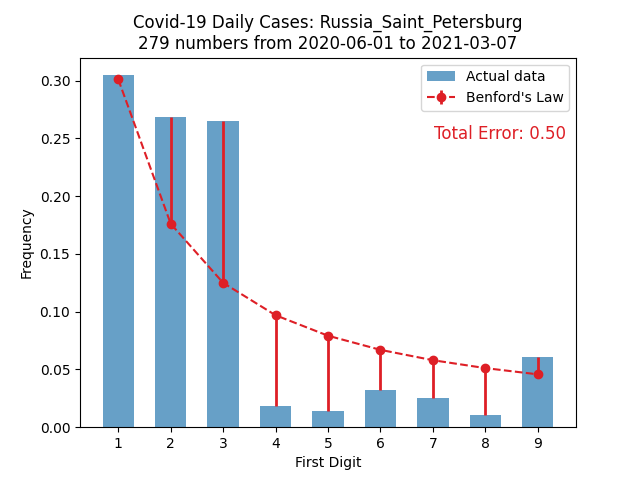 Covid-19 Daily Cases: Russia_Saint_Petersburg
279 numbers from 2020-06-01 to 2021-03-07
Actual data
Benford's Law
Total Error: 0.50
Frequency
0.30
0.25
0.20
0.15
0.10
0.05
0.00
1 2 3 4 5 6 7 8 9
First Digit